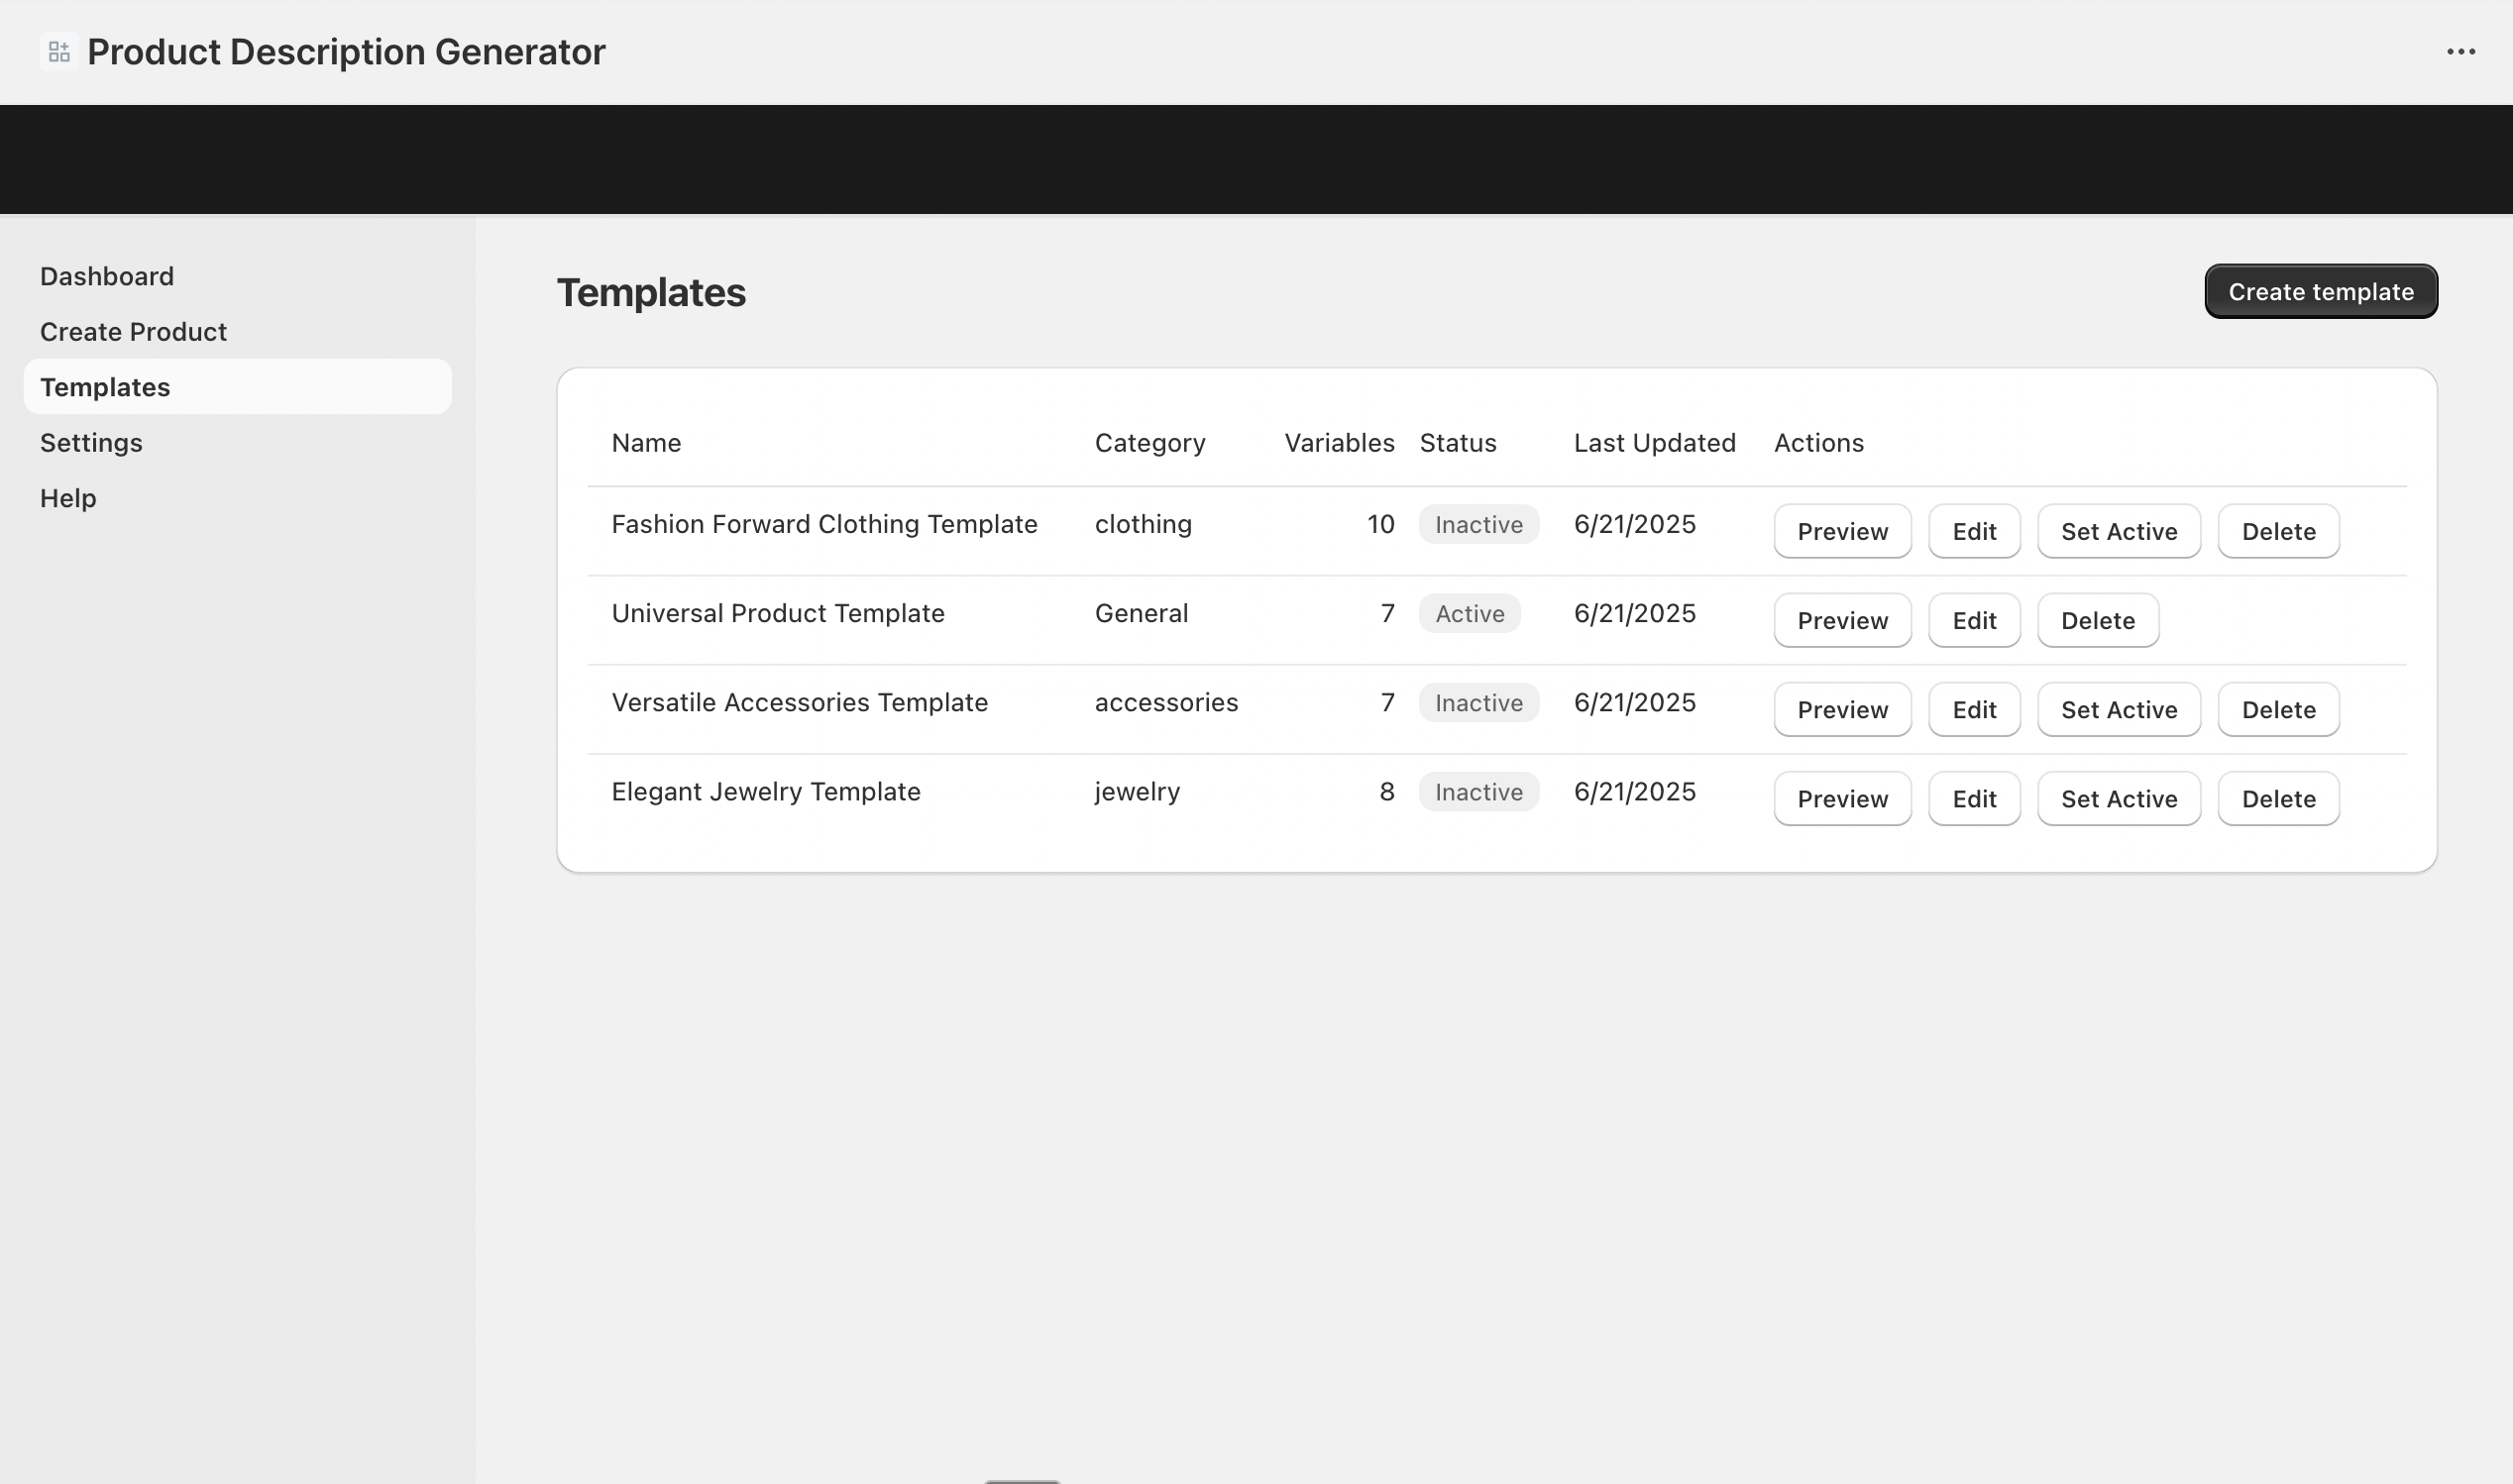 Product Description Generator
Dashboard
Create Product
Templates
Settings
Help
Templates
Create template
Name Category Variables Status Last Updated Actions
Fashion Forward Clothing Template clothing 10 Inactive 6/21/2025 Preview Edit Set Active Delete
Universal Product Template General 7 Active 6/21/2025 Preview Edit Delete
Versatile Accessories Template accessories 7 Inactive 6/21/2025 Preview Edit Set Active Delete
Elegant Jewelry Template jewelry 8 Inactive 6/21/2025 Preview Edit Set Active Delete